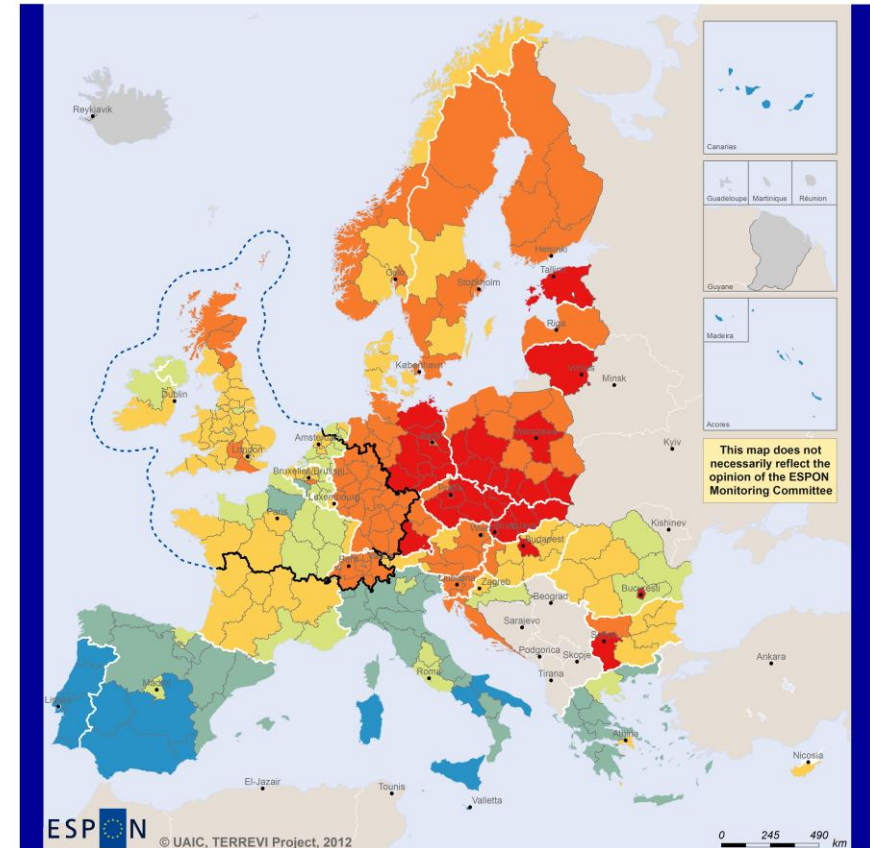 Reykjavik
Canarias
Guadeloupe
Martinique
Réunion
Guyane
Madeira
Acores
Helsinki
Oslo
Tallinn
Stockholm
Riga
København
Vilnius
Minsk
Dublin
London
Amsterdam
Warszawa
Kyiv
Bruxelles/Brussel
Luxembourg
Paris
Kishinev
Budapest
Bern
Ljubljana
Zagreb
Beograd
Bucuresti
Sarajevo
Podgorica
Skopje
Tirana
Roma
Madrid
Ankara
Athina
Nicosia
El-Jazair
Tounis
Valletta
This map does not
necessarily reflect the
opinion of the ESPON
Monitoring Committee
ESPON
© UAIC, TERREVI Project, 2012
0 245 490
km